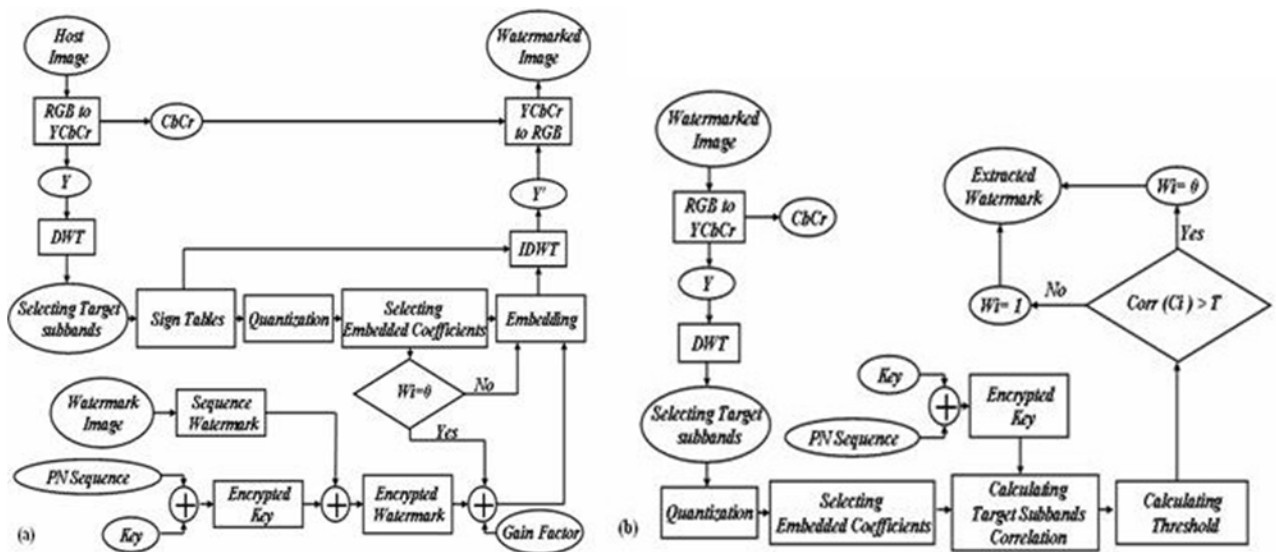 Host
Image
RGB to
YCbCr
CbCr
Y
DWT
Selecting Target
subbands
Sign Tables
Quantization
Selecting
Embedded Coefficients
Embedding
IDWT
Y'
YCbCr
to RGB
Watermarked
Image
Wi=0
No
Yes
Watermark
Image
Sequence
Watermark
PN Sequence
Key
Encrypted
Key
Encrypted
Watermark
Gain Factor
(a)
Watermarked
Image
RGB to
YCbCr
CbCr
Y
DWT
Selecting Target
subbands
Quantization
Selecting
Embedded Coefficients
Key
PN Sequence
Encrypted
Key
Calculating
Target Subbands
Correlation
Calculating
Threshold
Corr (Ci) > T
Yes
Wi= 0
No
Wi= 1
Extracted
Watermark
(b)